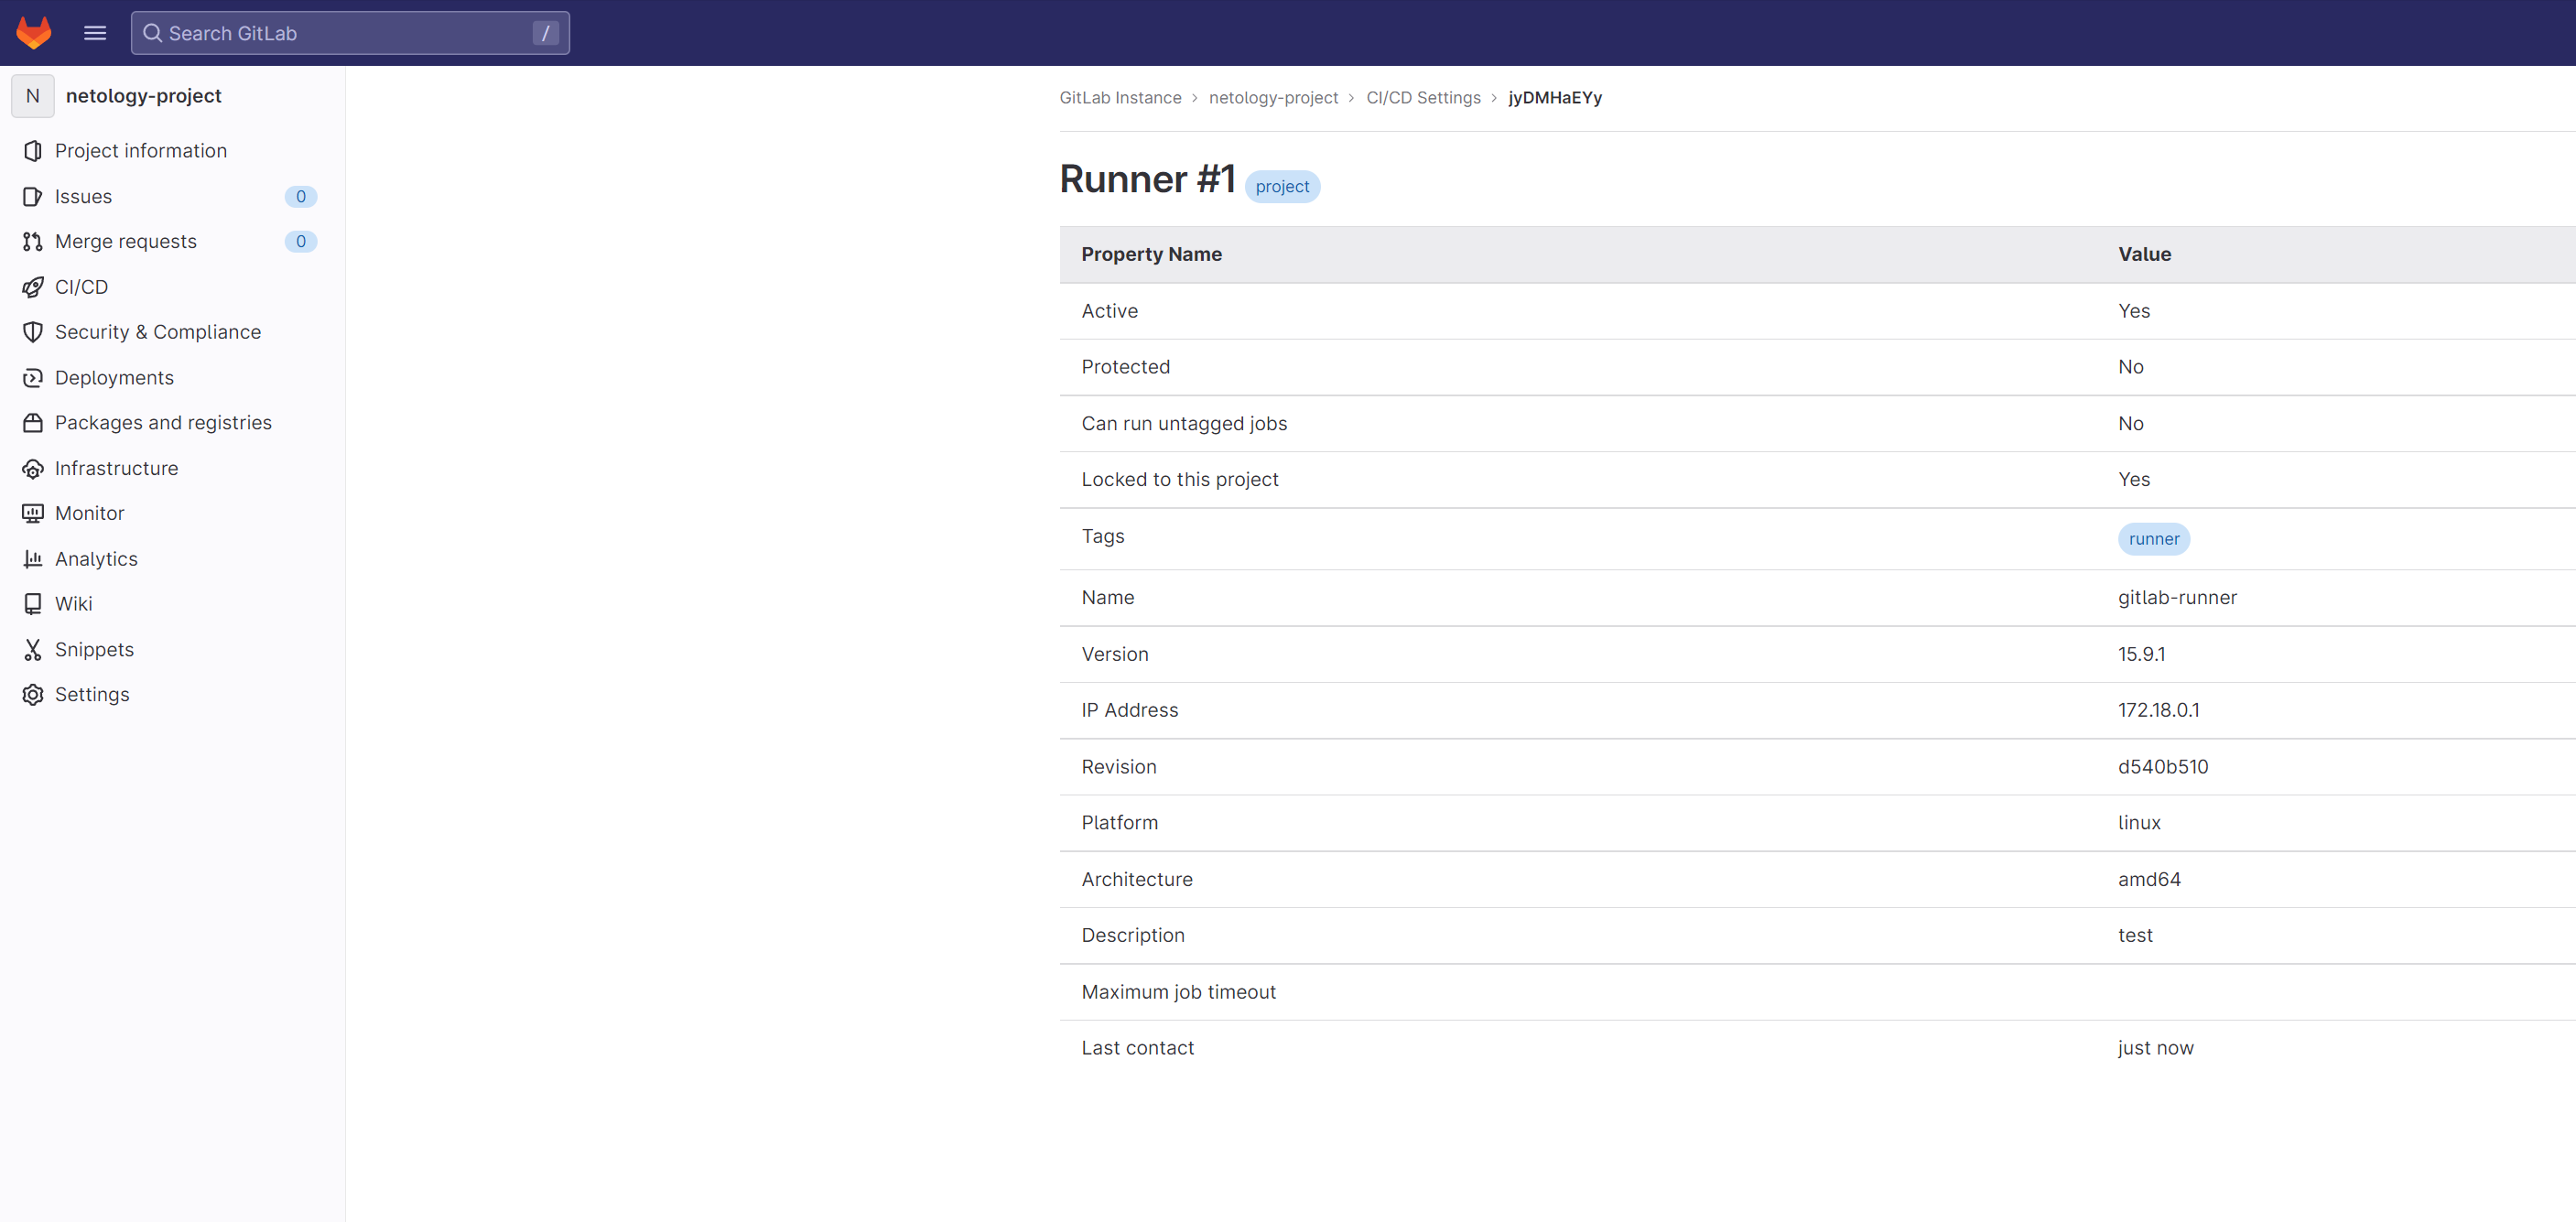 Search GitLab /
N netology-project
Project information
Issues 0
Merge requests 0
CI/CD
Security & Compliance
Deployments
Packages and registries
Infrastructure
Monitor
Analytics
Wiki
Snippets
Settings
GitLab Instance > netology-project > CI/CD Settings > jyDMHaEYy
Runner #1 project
Property Name Value
Active Yes
Protected No
Can run untagged jobs No
Locked to this project Yes
Tags runner
Name gitlab-runner
Version 15.9.1
IP Address 172.18.0.1
Revision d540b510
Platform linux
Architecture amd64
Description test
Maximum job timeout
Last contact just now